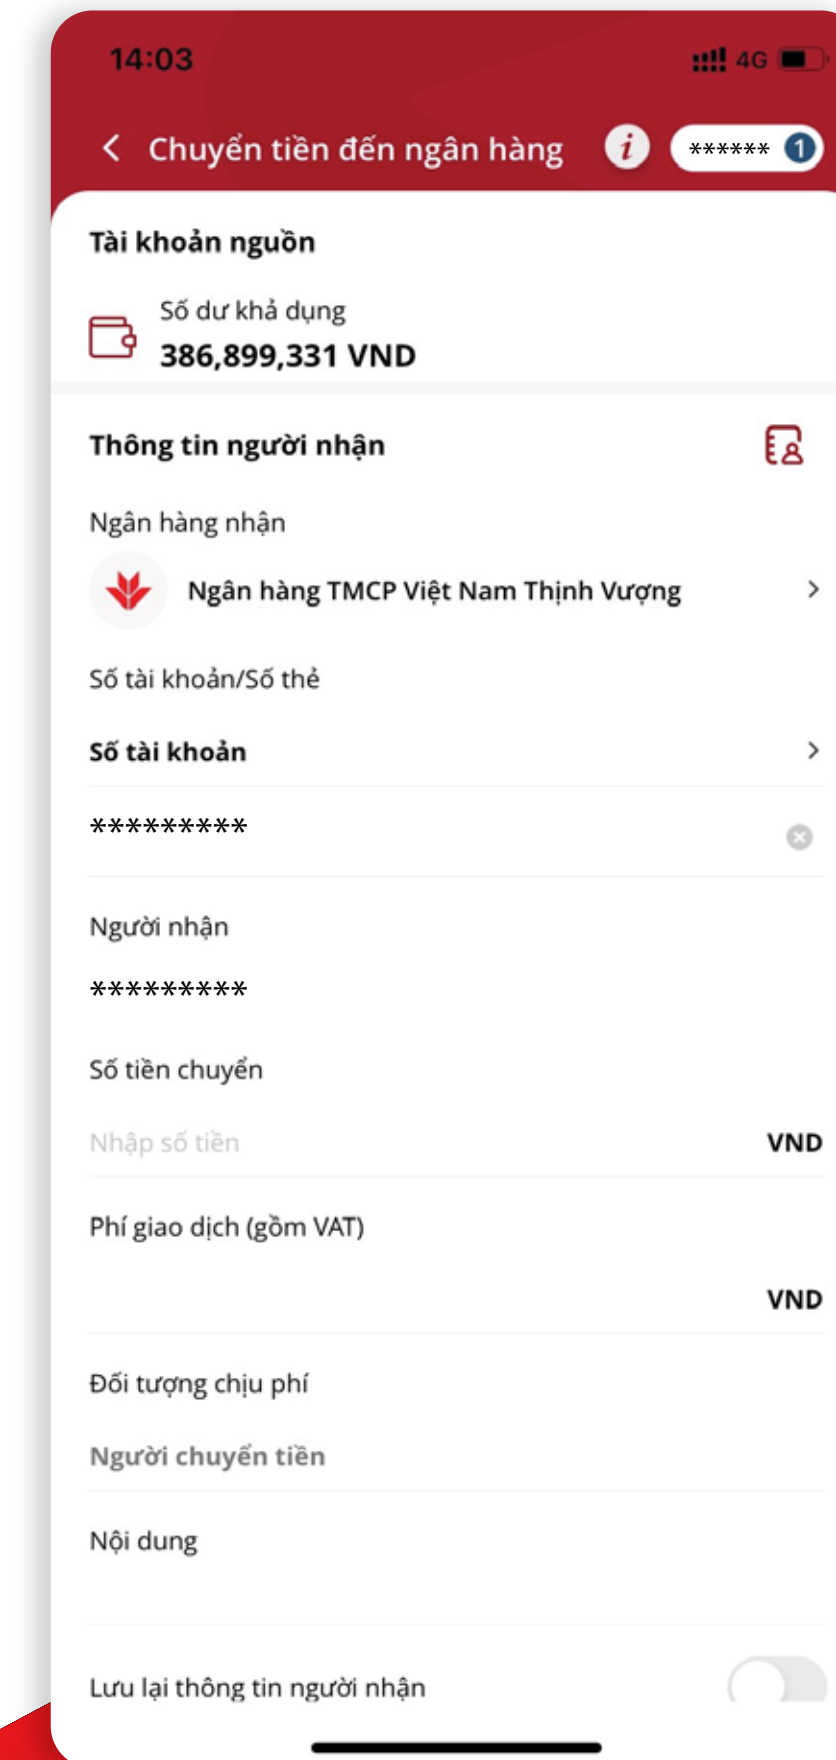 14:03
4G
Chuyển tiền đến ngân hàng
i
****** 1
Tài khoản nguồn
Số dư khả dụng
386,899,331 VND
Thông tin người nhận
Ngân hàng nhận
Ngân hàng TMCP Việt Nam Thịnh Vượng
Số tài khoản/Số thẻ
Số tài khoản
*********
Người nhận
*********
Số tiền chuyển
Nhập số tiền VND
Phí giao dịch (gồm VAT)
VND
Đối tượng chịu phí
Người chuyển tiền
Nội dung
Lưu lại thông tin người nhận